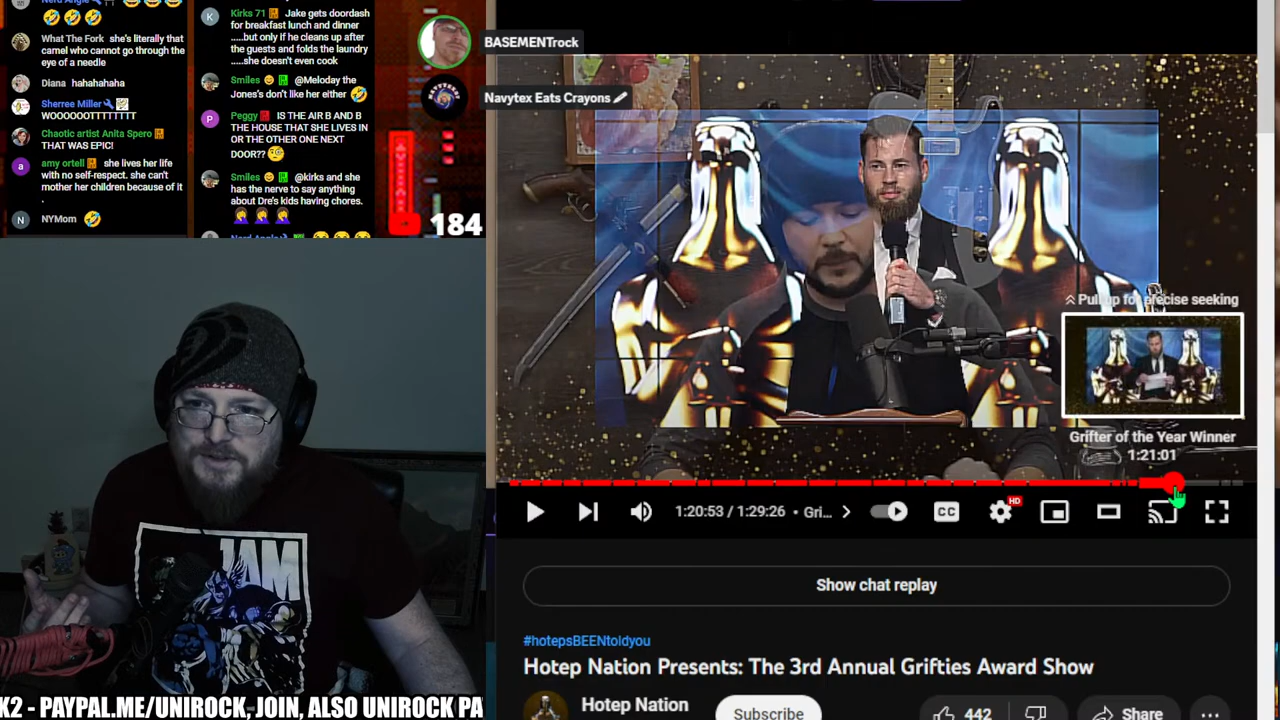 What The Fork she's literally that
camel who cannot go through the
eye of a needle
Diana hahahahaha
Sherree Miller
WOOOOOOTTTTTTT
Chaotic artist Anita Spero
THAT WAS EPIC!
amy ortell she lives her life
with no self-respect. she can't
mother her children because of it
.
NYMom
Kirks 71 Jake gets doordash
for breakfast lunch and dinner
.....but only if he cleans up after
the guests and folds the laundry
.....she doesn't even cook
Smiles @Meloday the
Jones's don't like her either
Peggy IS THE AIR B AND B
THE HOUSE THAT SHE LIVES IN
OR THE OTHER ONE NEXT
DOOR??
Smiles @kirks and she
has the nerve to say anything
about Dre's kids having chores.
184
BASEMENTrock
Navytex Eats Crayons
Pull up for precise seeking
Grifter of the Year Winner
1:21:01
1:20:53 / 1:29:26 • Gri...
CC
HD
Show chat replay
#hotepsBEENtoldyou
Hotep Nation Presents: The 3rd Annual Grifties Award Show
Hotep Nation
Subscribe
442
Share
JAM
K2 - PAYPAL.ME/UNIROCK, JOIN, ALSO UNIROCK PA